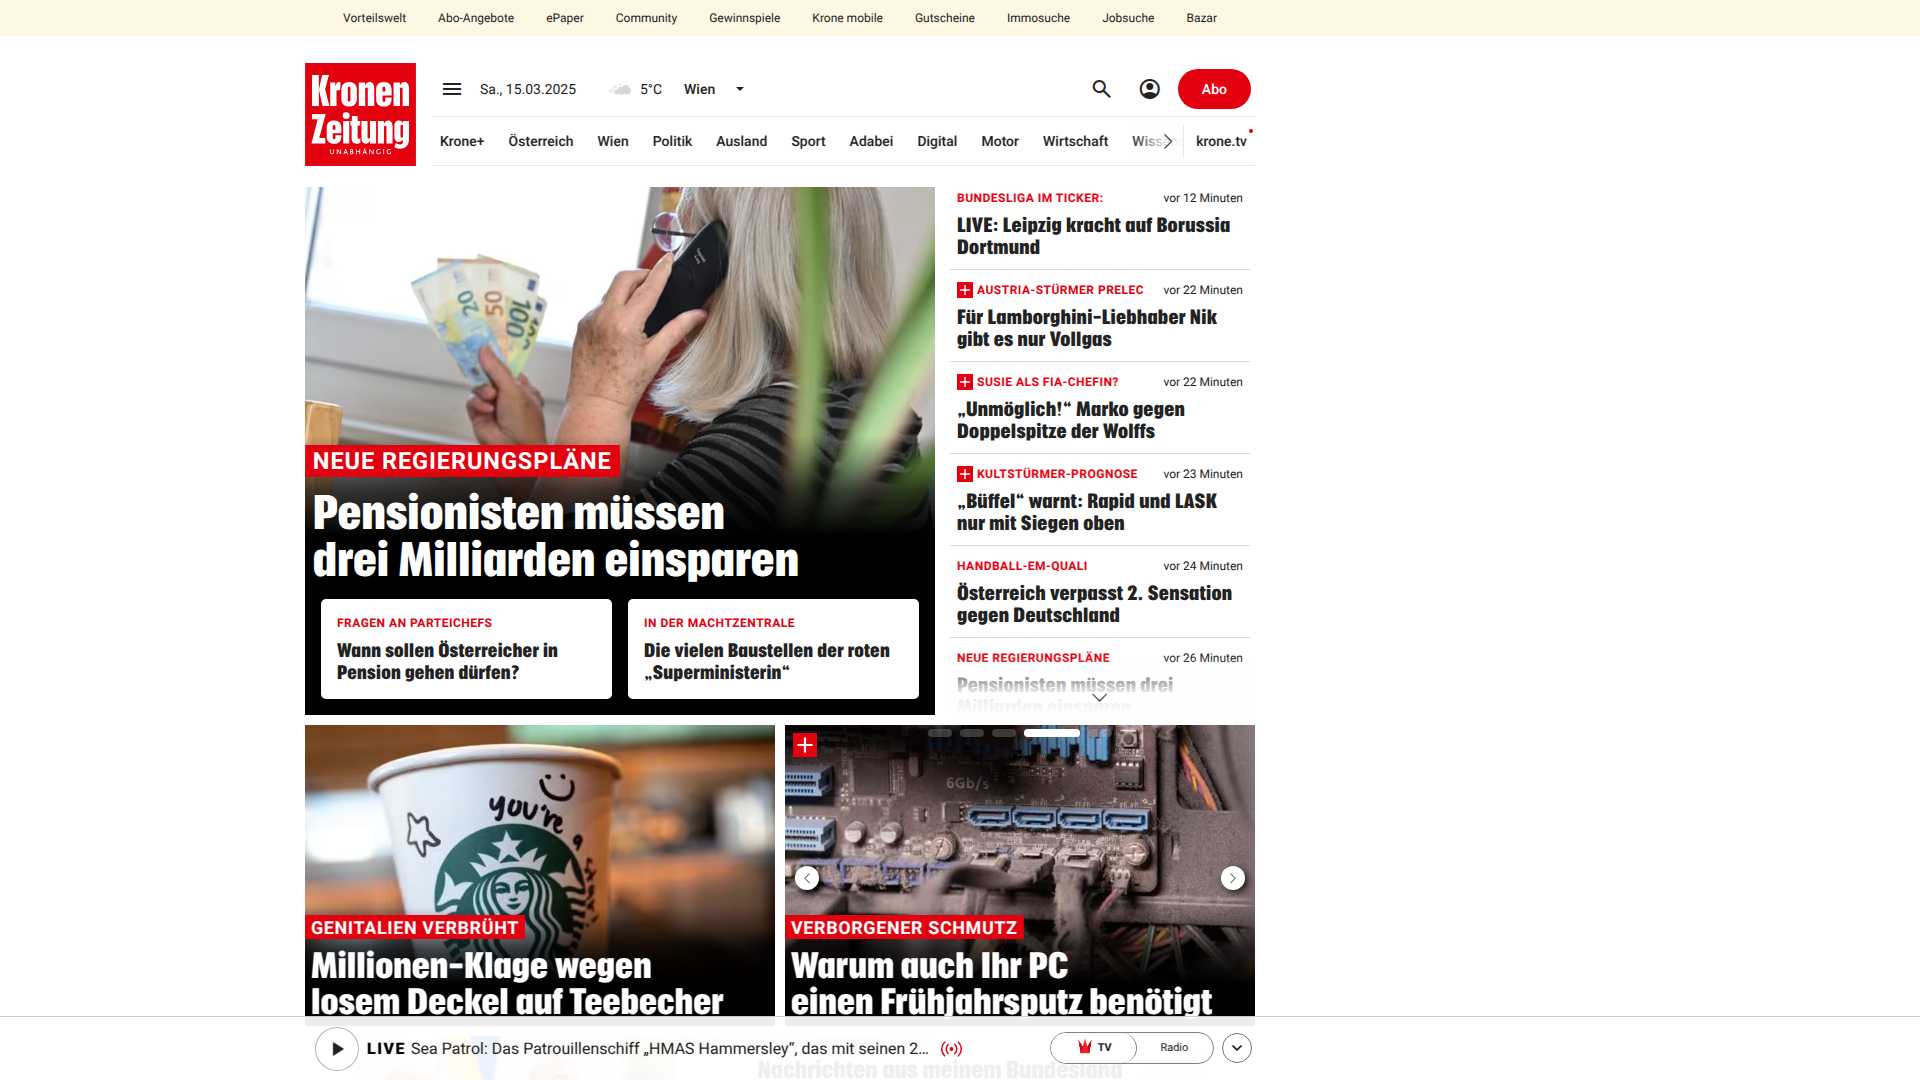 Vorteilswelt Abo-Angebote ePaper Community Gewinnspiele Krone mobile Gutscheine Immosuche Jobsuche Bazar
Kronen
Zeitung
UNABHÄNGIG
Sa., 15.03.2025 5°C Wien
Abo
Krone+ Österreich Wien Politik Ausland Sport Adabei Digital Motor Wirtschaft Wiss krone.tv
20 50 100
NEUE REGIERUNGSPLÄNE
Pensionisten müssen
drei Milliarden einsparen
FRAGEN AN PARTEICHEFS
Wann sollen Österreicher in
Pension gehen dürfen?
IN DER MACHTZENTRALE
Die vielen Baustellen der roten
„Superministerin“
BUNDESLIGA IM TICKER: vor 12 Minuten
LIVE: Leipzig kracht auf Borussia
Dortmund
AUSTRIA-STÜRMER PRELEC vor 22 Minuten
Für Lamborghini-Liebhaber Nik
gibt es nur Vollgas
SUSIE ALS FIA-CHEFIN? vor 22 Minuten
„Unmöglich!“ Marko gegen
Doppelspitze der Wolffs
KULTSTÜRMER-PROGNOSE vor 23 Minuten
„Büffel“ warnt: Rapid und LASK
nur mit Siegen oben
HANDBALL-EM-QUALI vor 24 Minuten
Österreich verpasst 2. Sensation
gegen Deutschland
NEUE REGIERUNGSPLÄNE vor 26 Minuten
Pensionisten müssen drei
Milliarden einsparen
you're
a
GENITALIEN VERBRÜHT
Millionen-Klage wegen
losem Deckel auf Teebecher
6Gb/s
VERBORGENER SCHMUTZ
Warum auch Ihr PC
einen Frühjahrsputz benötigt
LIVE Sea Patrol: Das Patrouillenschiff „HMAS Hammersley“, das mit seinen 2...
TV Radio
Nachrichten aus meinem Bundesland